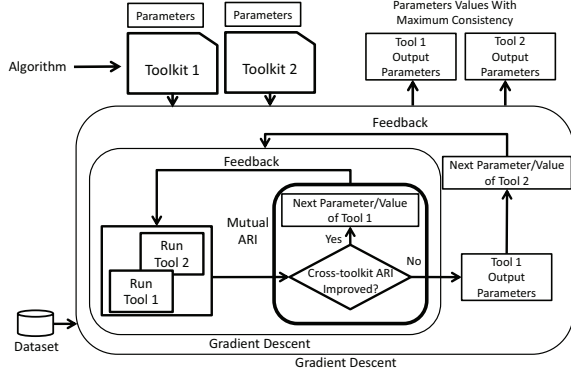 Parameters
Parameters
Parameters Values With
Maximum Consistency
Algorithm
Toolkit 1
Toolkit 2
Tool 1
Output
Parameters
Tool 2
Output
Parameters
Feedback
Feedback
Next Parameter/Value
of Tool 2
Mutual
ARI
Next Parameter/Value
of Tool 1
Yes
Run
Tool 2
Run
Tool 1
Cross-toolkit ARI
Improved?
No
Tool 1
Output
Parameters
Dataset
Gradient Descent
Gradient Descent